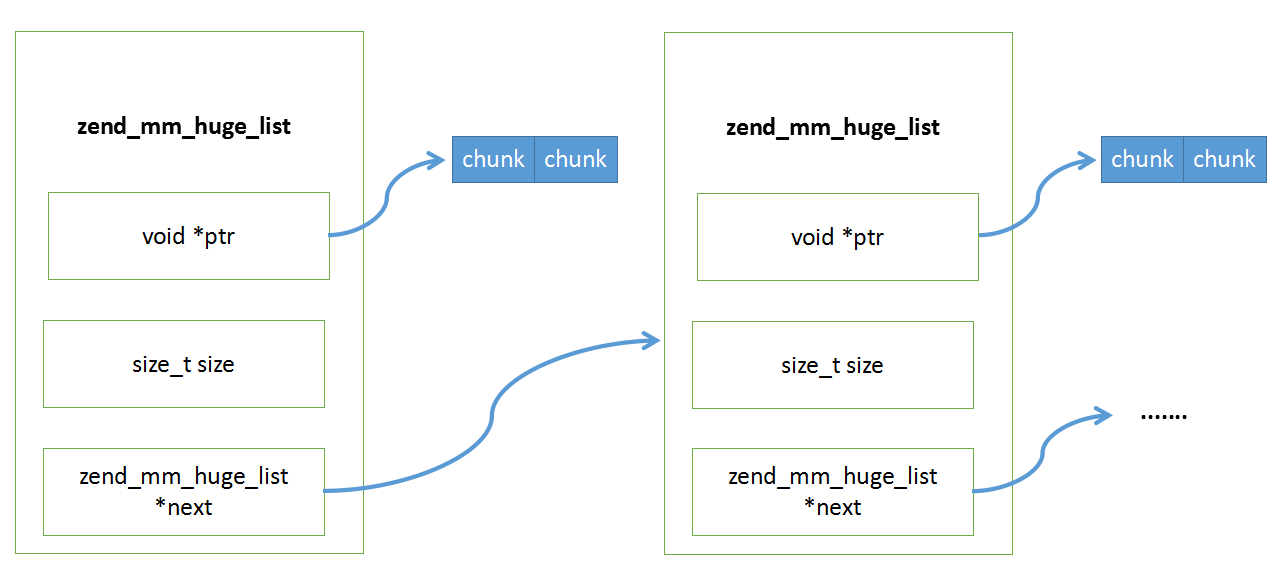 zend_mm_huge_list
chunk chunk
void *ptr
size_t size
zend_mm_huge_list
*next
zend_mm_huge_list
chunk chunk
void *ptr
size_t size
zend_mm_huge_list
*next
.......